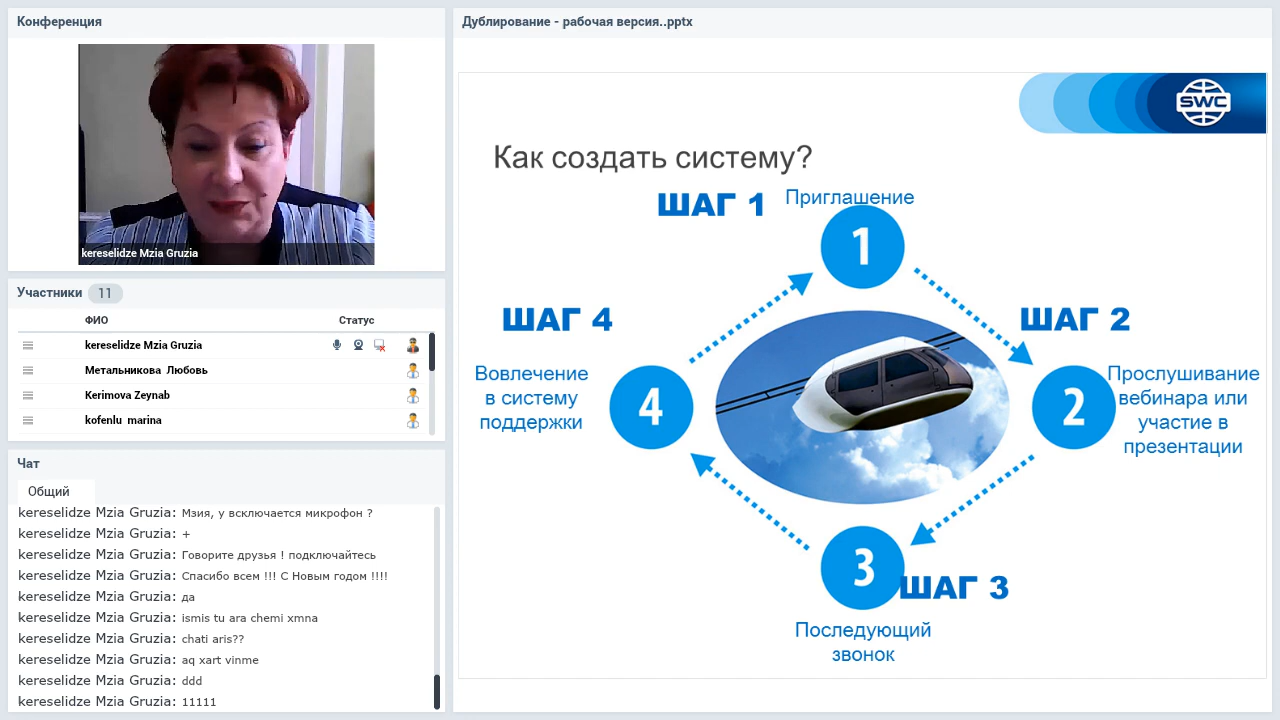 Конференция
kereselidze Mzia Gruzia
Участники 11
ФИО Статус
kereselidze Mzia Gruzia
Метальникова Любовь
Kerimova Zeynab
kofenlu marina
Чат
Общий
kereselidze Mzia Gruzia: Мзия, у всключается микрофон ?
kereselidze Mzia Gruzia: +
kereselidze Mzia Gruzia: Говорите друзья ! подключайтесь
kereselidze Mzia Gruzia: Спасибо всем !!! С Новым годом !!!!
kereselidze Mzia Gruzia: да
kereselidze Mzia Gruzia: ismis tu ara chemi xmna
kereselidze Mzia Gruzia: chati aris??
kereselidze Mzia Gruzia: aq xart vinme
kereselidze Mzia Gruzia: ddd
kereselidze Mzia Gruzia: 11111
Дублирование - рабочая версия..pptx
SWC
Как создать систему?
ШАГ 1
Приглашение
1
ШАГ 2
2
Прослушивание
вебинара или
участие в
презентации
3
ШАГ 3
Последующий
звонок
ШАГ 4
4
Вовлечение
в систему
поддержки